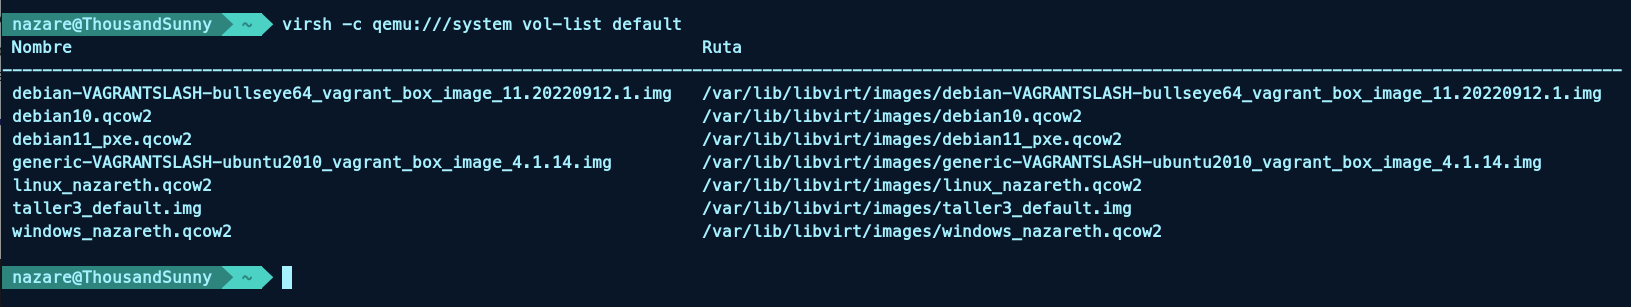 nazare@ThousandSunny ~ virsh -c qemu:///system vol-list default
Nombre Ruta
------------------------------------------------------------------------------------------------------------------------------------------------------------------
debian-VAGRANTSLASH-bullseye64_vagrant_box_image_11.20220912.1.img /var/lib/libvirt/images/debian-VAGRANTSLASH-bullseye64_vagrant_box_image_11.20220912.1.img
debian10.qcow2 /var/lib/libvirt/images/debian10.qcow2
debian11_pxe.qcow2 /var/lib/libvirt/images/debian11_pxe.qcow2
generic-VAGRANTSLASH-ubuntu2010_vagrant_box_image_4.1.14.img /var/lib/libvirt/images/generic-VAGRANTSLASH-ubuntu2010_vagrant_box_image_4.1.14.img
linux_nazareth.qcow2 /var/lib/libvirt/images/linux_nazareth.qcow2
taller3_default.img /var/lib/libvirt/images/taller3_default.img
windows_nazareth.qcow2 /var/lib/libvirt/images/windows_nazareth.qcow2
nazare@ThousandSunny ~